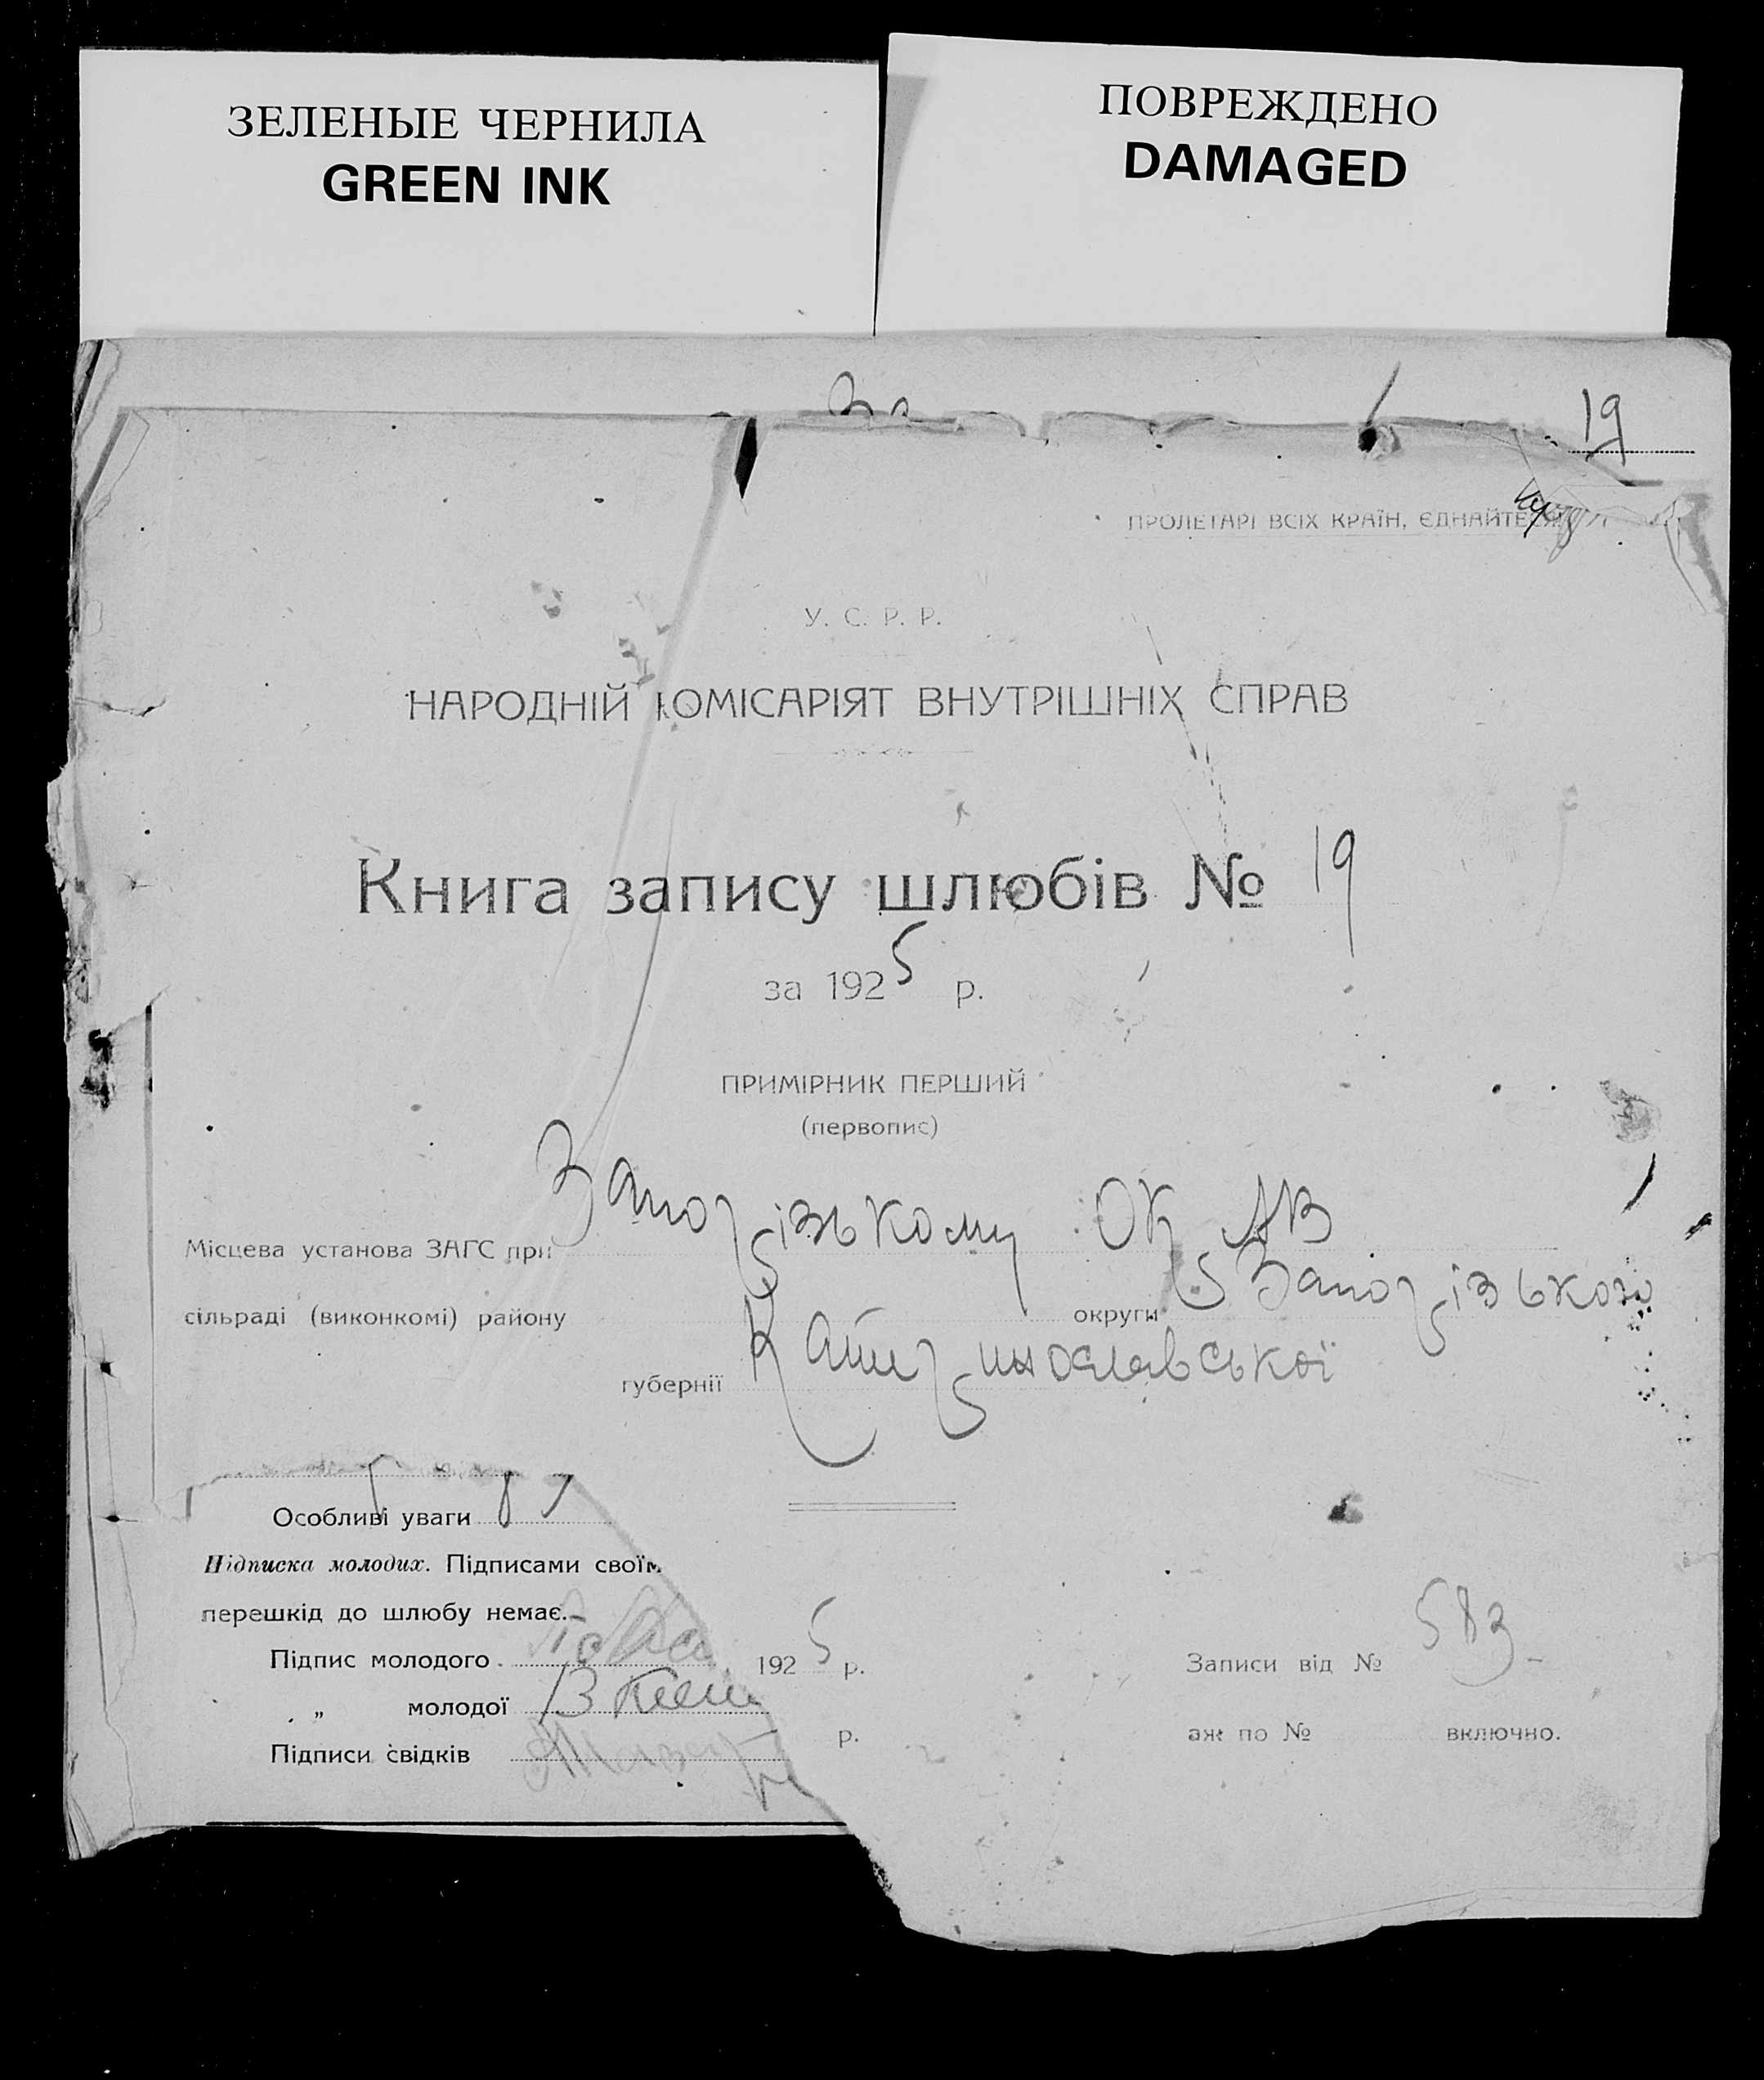 ЗЕЛЕНЫЕ ЧЕРНИЛА
GREEN INK
ПОВРЕЖДЕНО
DAMAGED
19
ПРОЛЕТАРІ ВСІХ КРАЇН, ЄДНАЙТЕСЯ
У. С. Р. Р.
НАРОДНІЙ КОМІСАРІЯТ ВНУТРІШНІХ СПРАВ
Книга запису шлюбів № 19
за 1925 р.
ПРИМІРНИК ПЕРШИЙ
(первопис)
Місцева установа ЗАГС при Запорізькому
сільраді (виконкомі) району округи Запорізького
губернії Катеринославської
Особливі уваги
Підписка молодих. Підписами своїм
перешкід до шлюбу немає.
Підпис молодого
„ молодої
Підписи свідків
1925 р.
р.
Записи від № 583
аж по № включно.